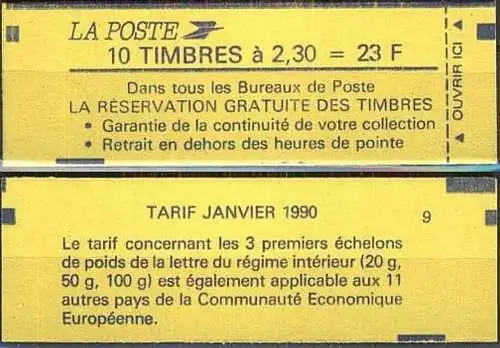 LA POSTE
10 TIMBRES à 2,30 = 23 F
Dans tous les Bureaux de Poste
LA RÉSERVATION GRATUITE DES TIMBRES
• Garantie de la continuité de votre collection
• Retrait en dehors des heures de pointe
▲ OUVRIR ICI ▲
TARIF JANVIER 1990
9
Le tarif concernant les 3 premiers échelons
de poids de la lettre du régime intérieur (20 g,
50 g, 100 g) est également applicable aux 11
autres pays de la Communauté Economique
Européenne.